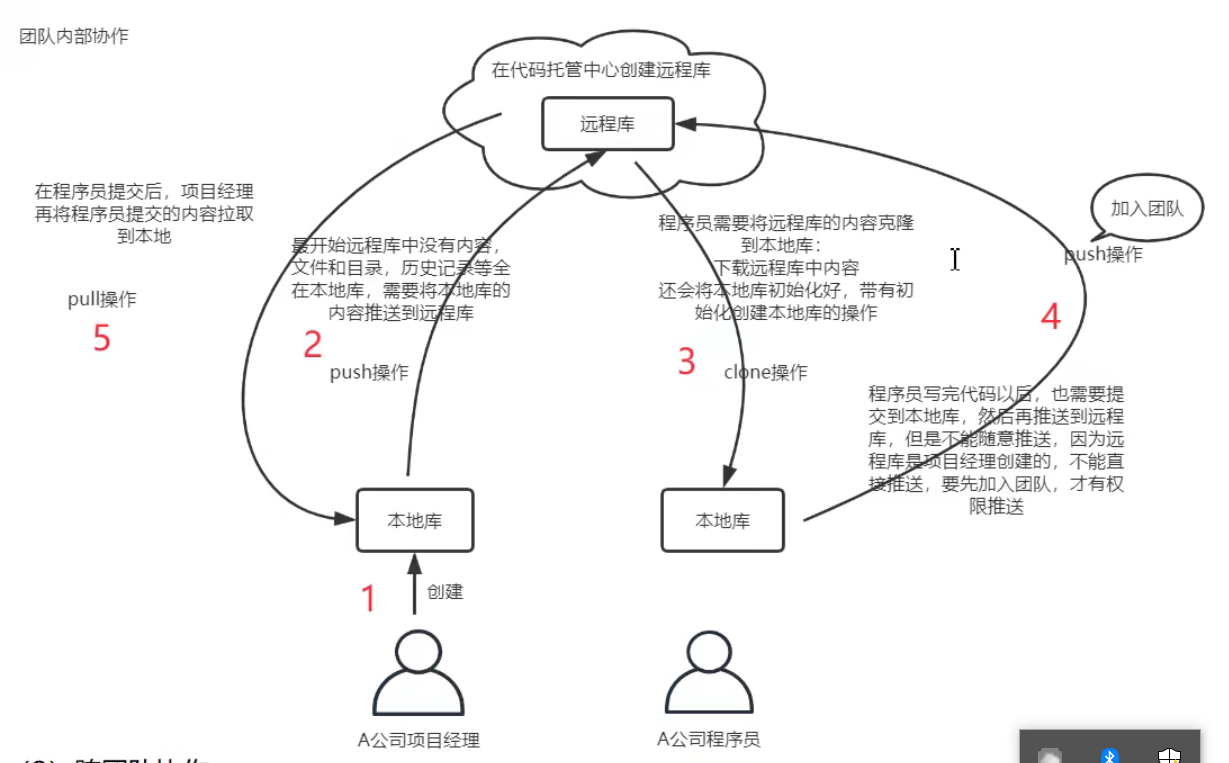 团队内部协作
在代码托管中心创建远程库
远程库
在程序员提交后，项目经理
再将程序员提交的内容拉取
到本地
pull操作
5
最开始远程库中没有内容，
文件和目录，历史记录等全
在本地库，需要将本地库的
内容推送到远程库
2
push操作
程序员需要将远程库的内容克隆
到本地库：
下载远程库中内容
还会将本地库初始化好，带有初
始化创建本地库的操作
3
clone操作
加入团队
push操作
4
程序员写完代码以后，也需要提
交到本地库，然后再推送到远程
库，但是不能随意推送，因为远
程库是项目经理创建的，不能直
接推送，要先加入团队，才有权
限推送
本地库
本地库
1
创建
A公司项目经理
A公司程序员